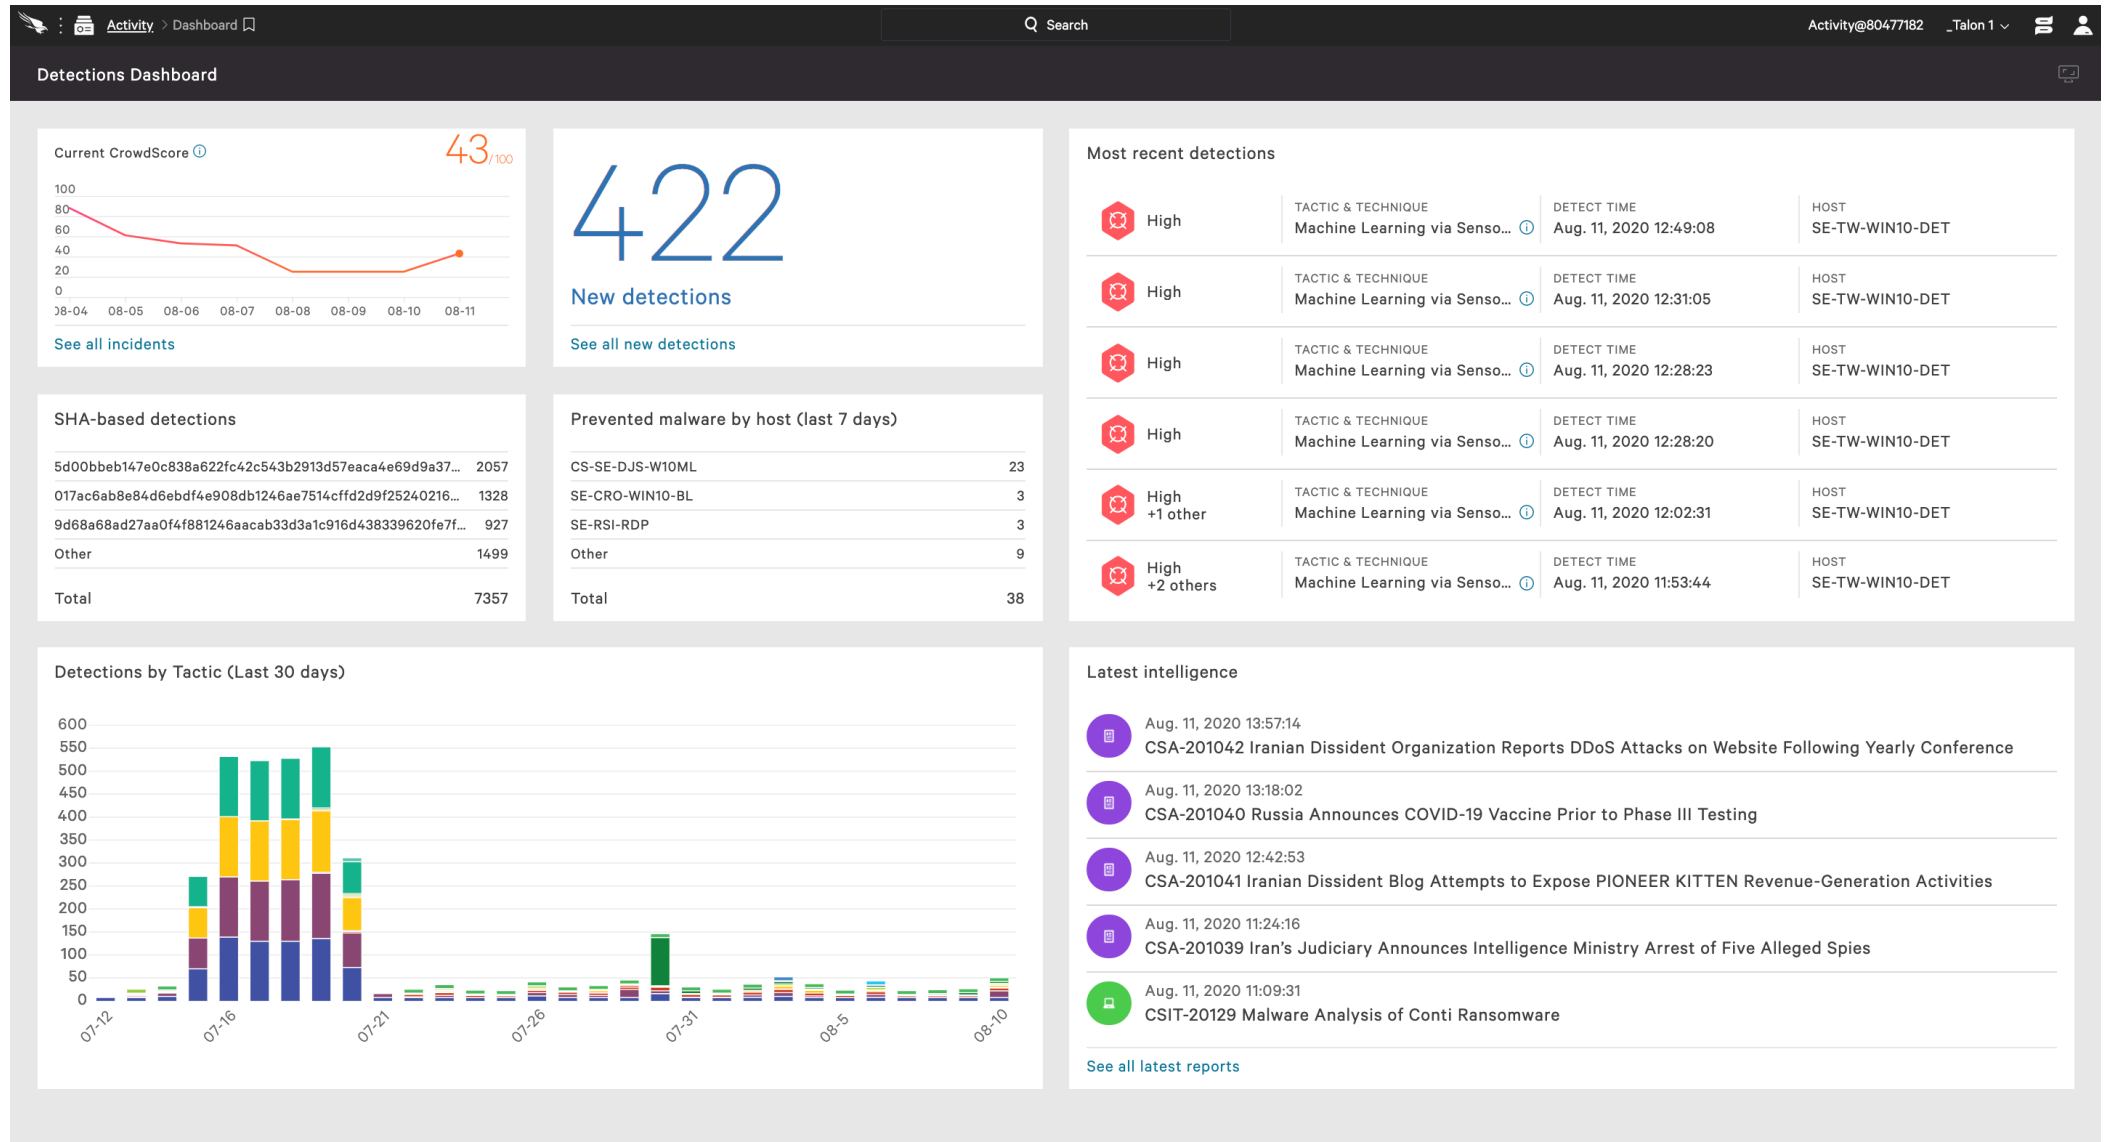 Activity > Dashboard
Search
Activity@80477182
_Talon 1
Detections Dashboard
Current CrowdScore
43/100
100
80
60
40
20
0
08-04 08-05 08-06 08-07 08-08 08-09 08-10 08-11
See all incidents
422
New detections
See all new detections
SHA-based detections
5d00bbeb147e0c838a622fc42c543b2913d57eaca4e69d9a37... 2057
017ac6ab8e84d6ebdf4e908db1246ae7514cffd2d9f25240216... 1328
9d68a68ad27aa0f4f881246aacab33d3a1c916d438339620fe7f... 927
Other 1499
Total 7357
Prevented malware by host (last 7 days)
CS-SE-DJS-W10ML 23
SE-CRO-WIN10-BL 3
SE-RSI-RDP 3
Other 9
Total 38
Most recent detections
High
TACTIC & TECHNIQUE
Machine Learning via Senso...
DETECT TIME
Aug. 11, 2020 12:49:08
HOST
SE-TW-WIN10-DET
High
TACTIC & TECHNIQUE
Machine Learning via Senso...
DETECT TIME
Aug. 11, 2020 12:31:05
HOST
SE-TW-WIN10-DET
High
TACTIC & TECHNIQUE
Machine Learning via Senso...
DETECT TIME
Aug. 11, 2020 12:28:23
HOST
SE-TW-WIN10-DET
High
TACTIC & TECHNIQUE
Machine Learning via Senso...
DETECT TIME
Aug. 11, 2020 12:28:20
HOST
SE-TW-WIN10-DET
High
+1 other
TACTIC & TECHNIQUE
Machine Learning via Senso...
DETECT TIME
Aug. 11, 2020 12:02:31
HOST
SE-TW-WIN10-DET
High
+2 others
TACTIC & TECHNIQUE
Machine Learning via Senso...
DETECT TIME
Aug. 11, 2020 11:53:44
HOST
SE-TW-WIN10-DET
Detections by Tactic (Last 30 days)
600
550
500
450
400
350
300
250
200
150
100
50
0
07-12 07-16 07-21 07-26 07-31 08-5 08-10
Latest intelligence
Aug. 11, 2020 13:57:14
CSA-201042 Iranian Dissident Organization Reports DDoS Attacks on Website Following Yearly Conference
Aug. 11, 2020 13:18:02
CSA-201040 Russia Announces COVID-19 Vaccine Prior to Phase III Testing
Aug. 11, 2020 12:42:53
CSA-201041 Iranian Dissident Blog Attempts to Expose PIONEER KITTEN Revenue-Generation Activities
Aug. 11, 2020 11:24:16
CSA-201039 Iran's Judiciary Announces Intelligence Ministry Arrest of Five Alleged Spies
Aug. 11, 2020 11:09:31
CSIT-20129 Malware Analysis of Conti Ransomware
See all latest reports